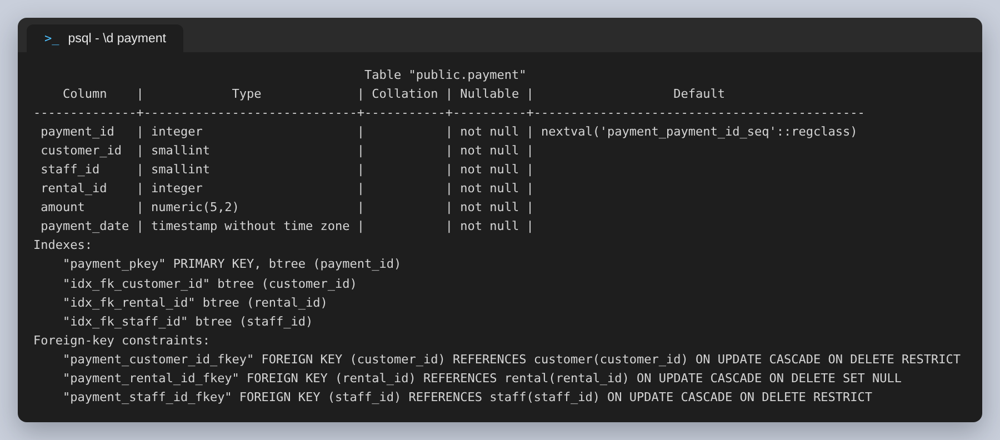 >_ psql - \d payment
                                             Table "public.payment"
    Column    |            Type             | Collation | Nullable |                   Default
--------------+-----------------------------+-----------+----------+---------------------------------------------
 payment_id   | integer                     |           | not null | nextval('payment_payment_id_seq'::regclass)
 customer_id  | smallint                    |           | not null |
 staff_id     | smallint                    |           | not null |
 rental_id    | integer                     |           | not null |
 amount       | numeric(5,2)                |           | not null |
 payment_date | timestamp without time zone |           | not null |
Indexes:
    "payment_pkey" PRIMARY KEY, btree (payment_id)
    "idx_fk_customer_id" btree (customer_id)
    "idx_fk_rental_id" btree (rental_id)
    "idx_fk_staff_id" btree (staff_id)
Foreign-key constraints:
    "payment_customer_id_fkey" FOREIGN KEY (customer_id) REFERENCES customer(customer_id) ON UPDATE CASCADE ON DELETE RESTRICT
    "payment_rental_id_fkey" FOREIGN KEY (rental_id) REFERENCES rental(rental_id) ON UPDATE CASCADE ON DELETE SET NULL
    "payment_staff_id_fkey" FOREIGN KEY (staff_id) REFERENCES staff(staff_id) ON UPDATE CASCADE ON DELETE RESTRICT